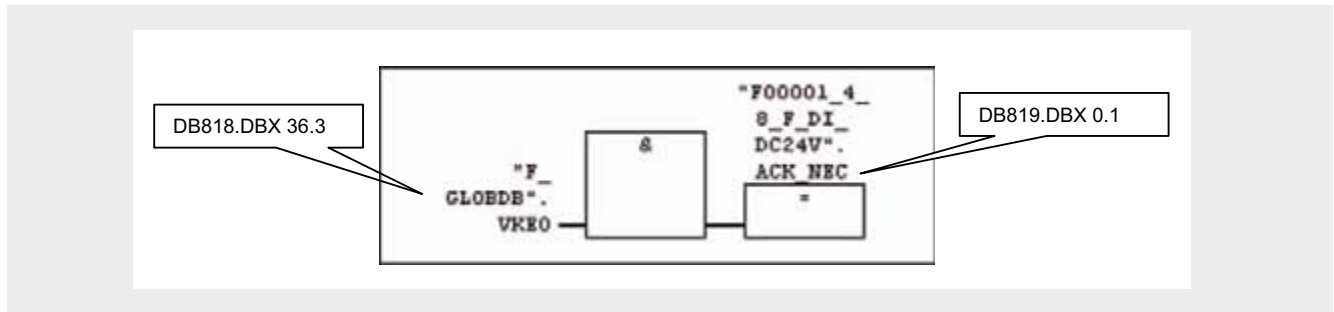 DB818.DBX 36.3
"F_
GLOBDB".
VKE0
&
"F00001_4_
8_F_DI_
DC24V".
ACK_NEC
=
DB819.DBX 0.1